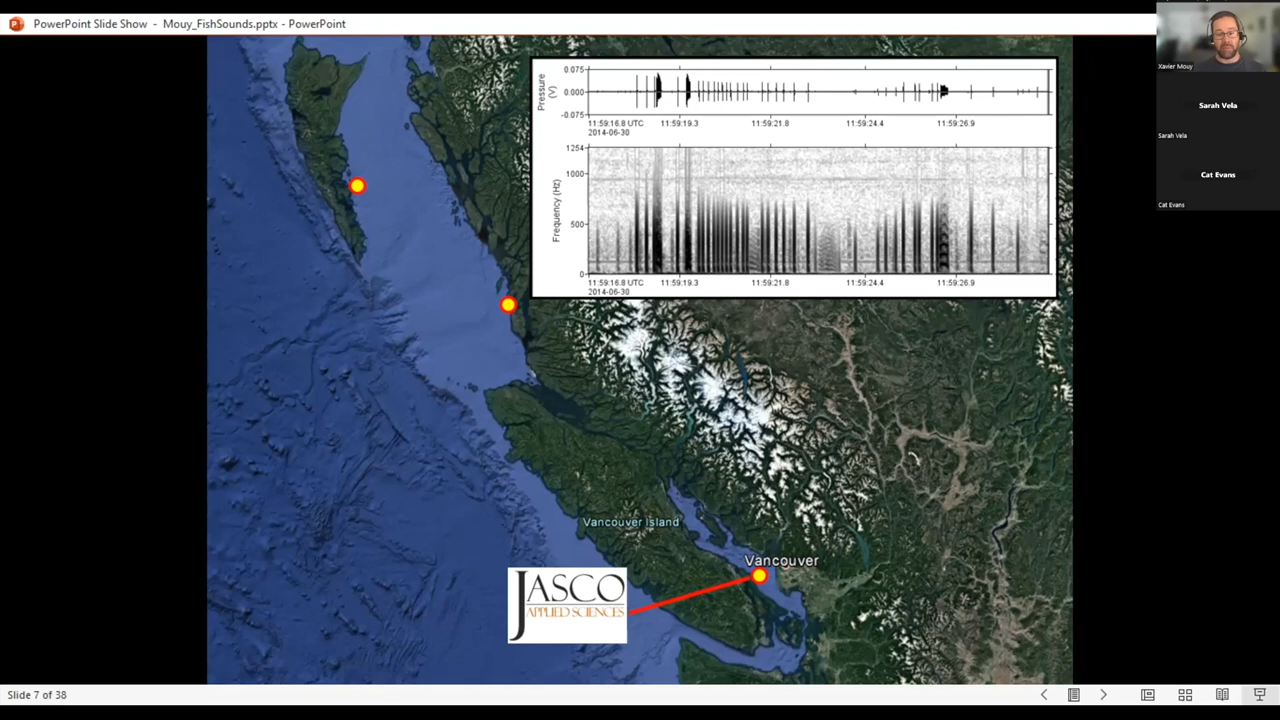 PowerPoint Slide Show - Mouy_FishSounds.pptx - PowerPoint
Xavier Mouy
Sarah Vela
Sarah Vela
Cat Evans
Cat Evans
Pressure (V)
0.075
0.000
-0.075
11:59:16.8 UTC 11:59:19.3 11:59:21.8 11:59:24.4 11:59:26.9
2014-06-30
Frequency (Hz)
1254
1000
500
0
11:59:16.8 UTC 11:59:19.3 11:59:21.8 11:59:24.4 11:59:26.9
2014-06-30
Vancouver Island
Vancouver
JASCO
APPLIED SCIENCES
Slide 7 of 38